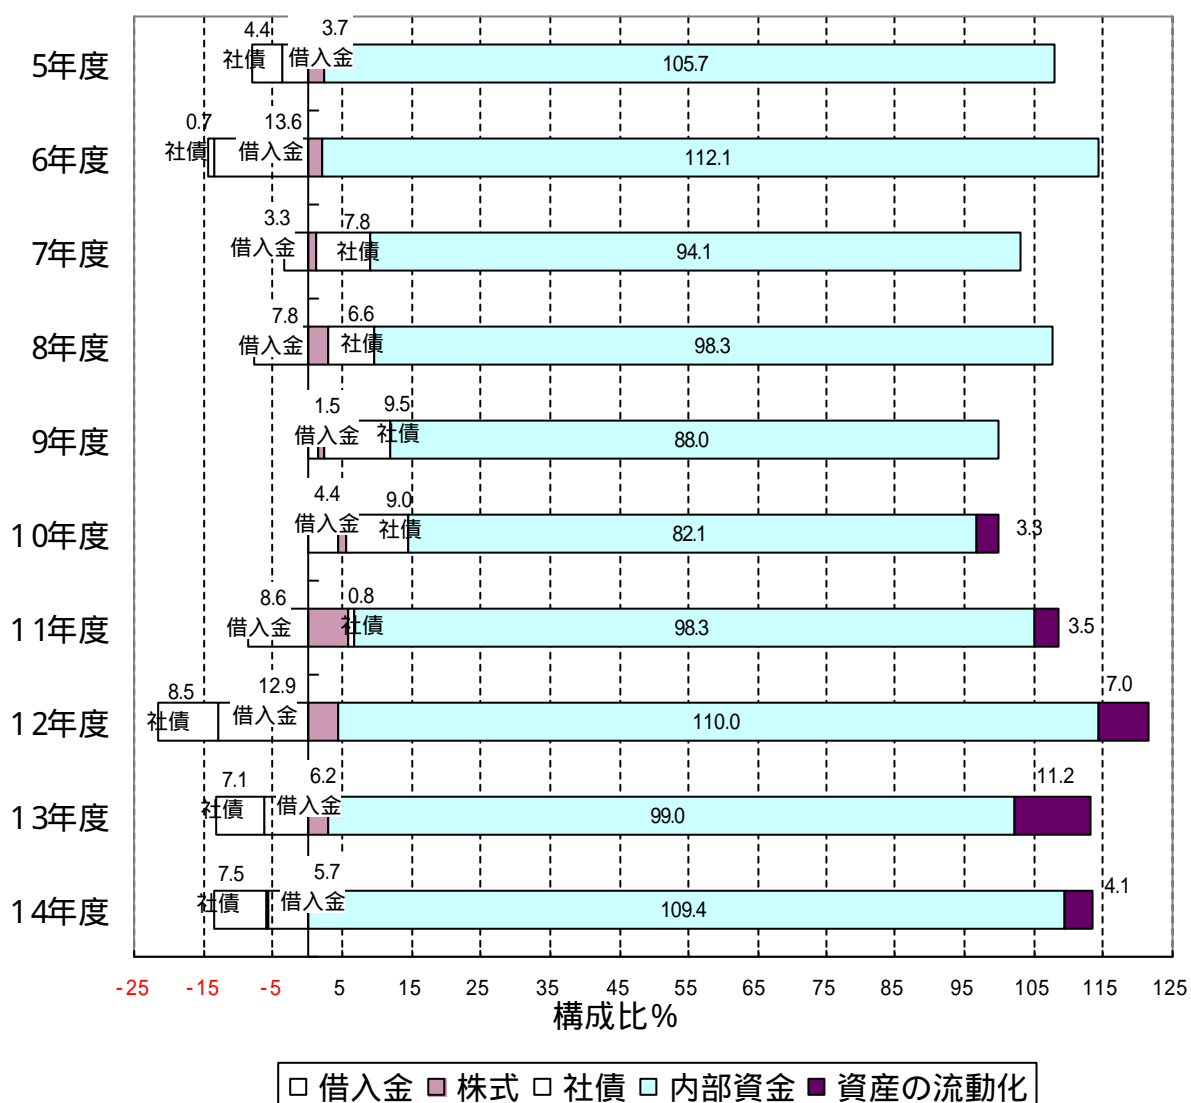 4.4 3.7
5年度 社債 借入金 105.7
0.7 13.6
6年度 社債 借入金 112.1
3.3 7.8
7年度 借入金 社債 94.1
7.8 6.6
8年度 借入金 社債 98.3
1.5 9.5
9年度 借入金 社債 88.0
4.4 9.0
10年度 借入金 社債 82.1 3.3
8.6 0.8
11年度 借入金 社債 98.3 3.5
8.5 12.9 7.0
12年度 社債 借入金 110.0
7.1 6.2 11.2
13年度 社債 借入金 99.0
7.5 5.7 4.1
14年度 社債 借入金 109.4
-25 -15 -5 5 15 25 35 45 55 65 75 85 95 105 115 125
構成比%
借入金 株式 社債 内部資金 資産の流動化